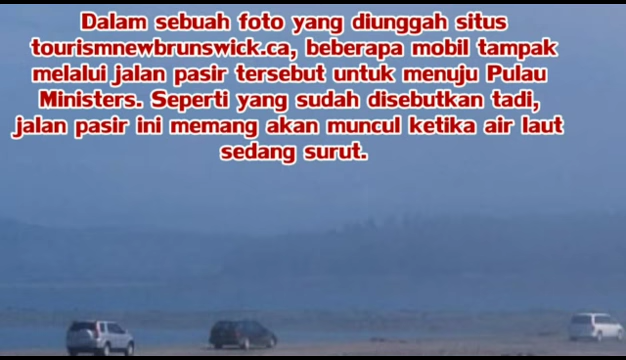 Dalam sebuah foto yang diunggah situs
tourismnewbrunswick.ca, beberapa mobil tampak
melalui jalan pasir tersebut untuk menuju Pulau
Ministers. Seperti yang sudah disebutkan tadi,
jalan pasir ini memang akan muncul ketika air laut
sedang surut.